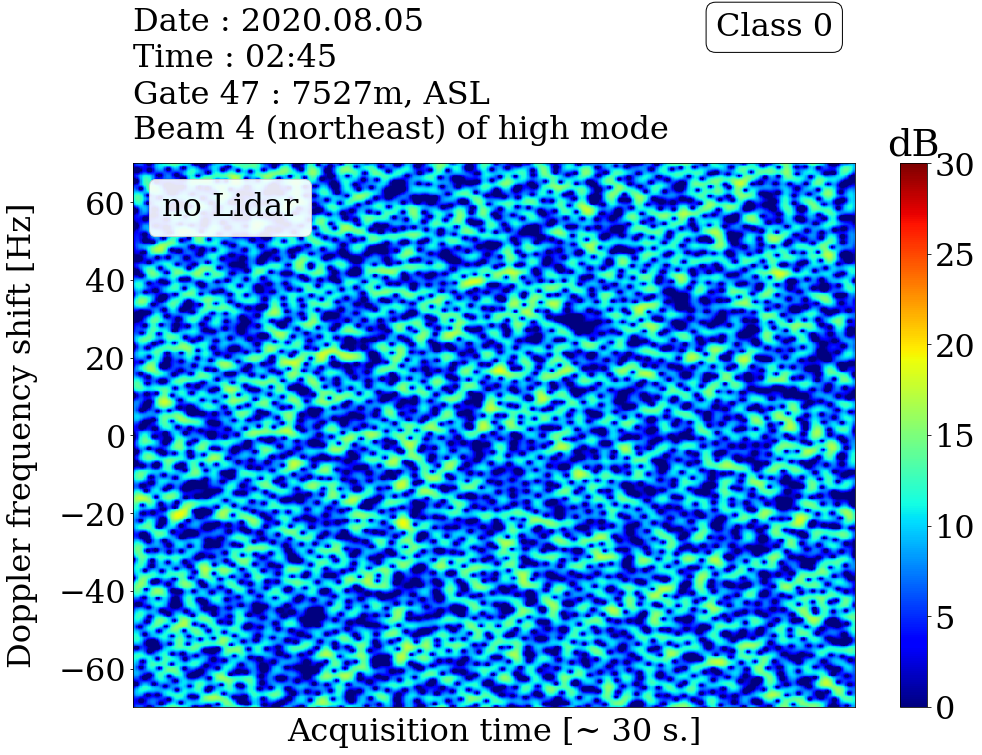 Date : 2020.08.05
Time : 02:45
Gate 47 : 7527m, ASL
Beam 4 (northeast) of high mode
Class 0
dB
no Lidar
Doppler frequency shift [Hz]
60
40
20
0
−20
−40
−60
Acquisition time [~ 30 s.]
30
25
20
15
10
5
0